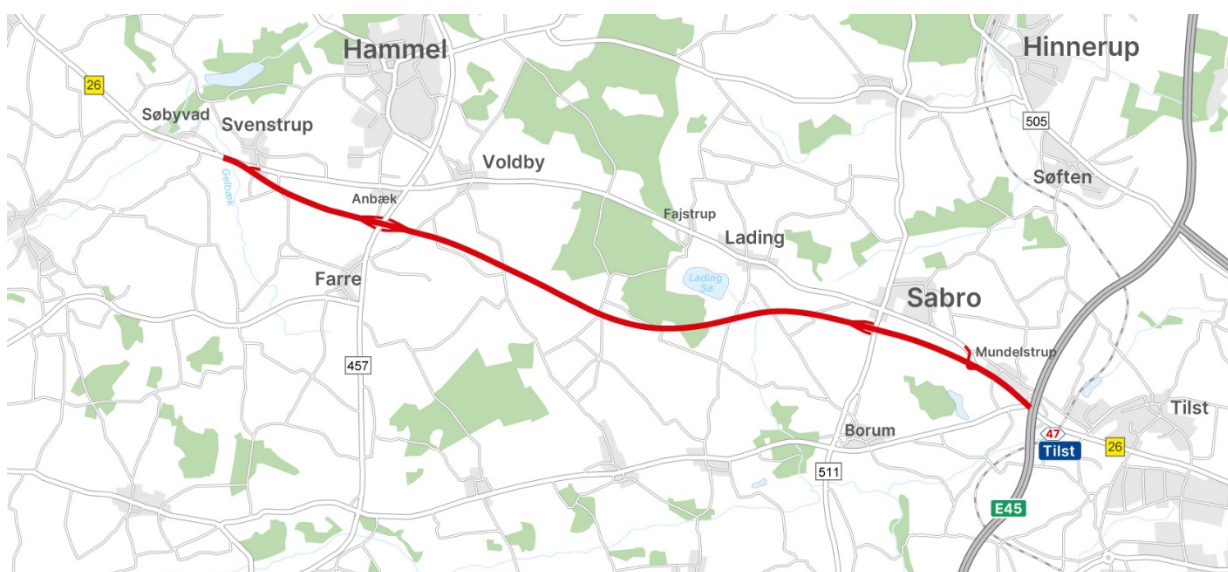 Hammel
Hinnerup
26
Søbyvad
Svenstrup
505
Voldby
Søften
Gelbæk
Anbæk
Fajstrup
Lading
Farre
Lading
Sø
Sabro
Mundelstrup
457
Tilst
Borum
47
Tilst
26
511
E45